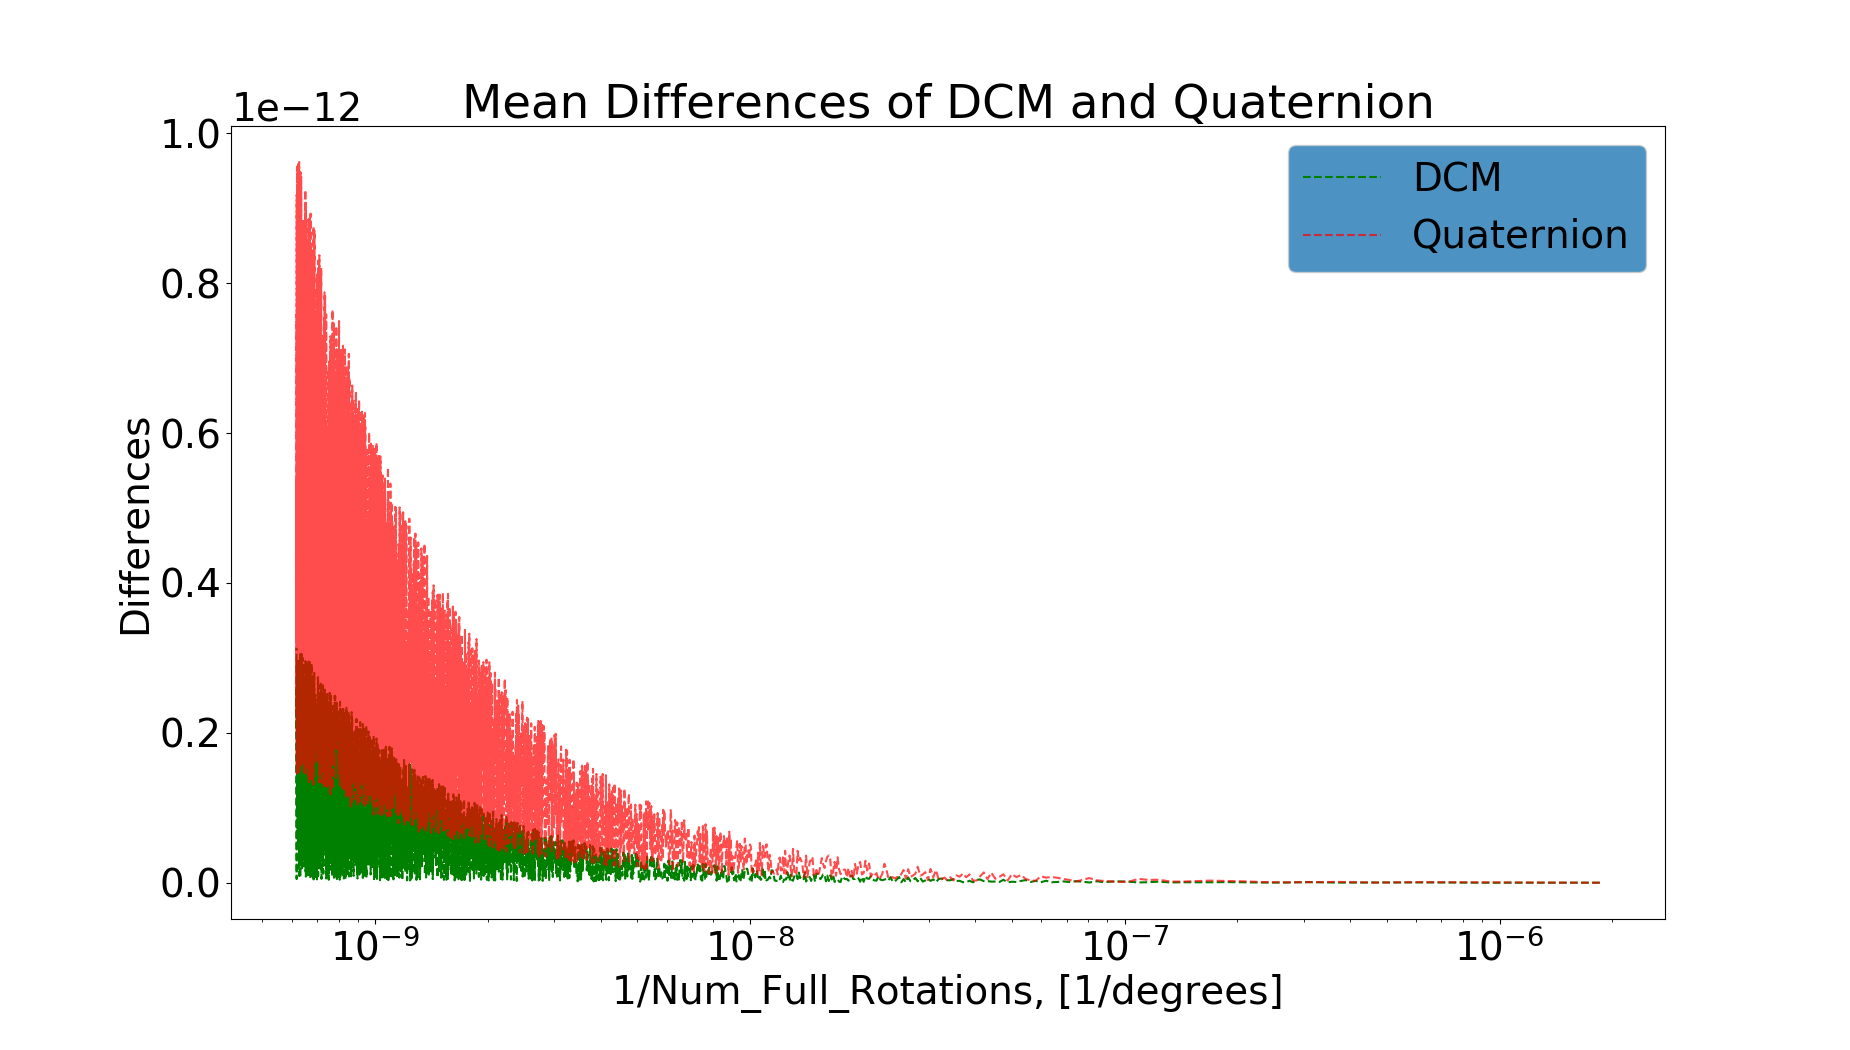 Mean Differences of DCM and Quaternion
1e−12
1.0
0.8
0.6
0.4
0.2
0.0
Differences
DCM
Quaternion
10⁻⁹ 10⁻⁸ 10⁻⁷ 10⁻⁶
1/Num_Full_Rotations, [1/degrees]